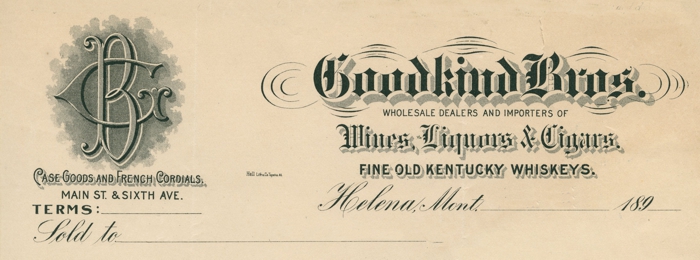 GB
Goodkind Bros.
WHOLESALE DEALERS AND IMPORTERS OF
Wines, Liquors & Cigars.
FINE OLD KENTUCKY WHISKEYS.
CASE GOODS AND FRENCH CORDIALS.
MAIN ST. & SIXTH AVE.
Helena, Mont. 189
TERMS:
Sold to